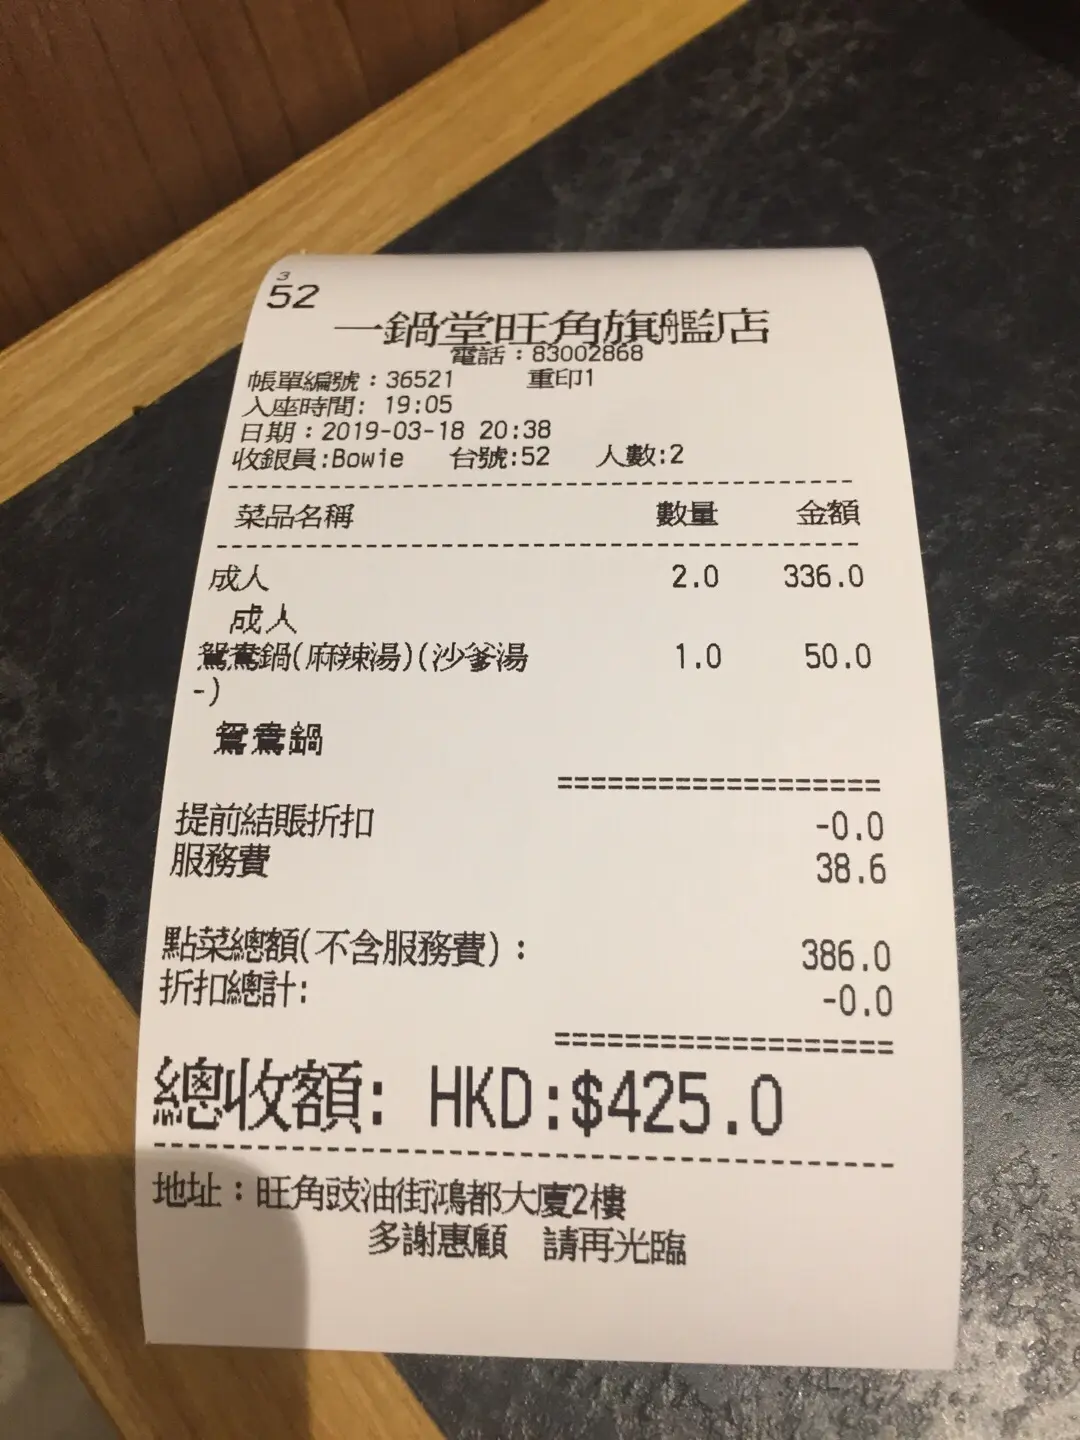 3
52
一鍋堂旺角旗艦店
電話：83002868
帳單編號：36521 重印1
入座時間: 19:05
日期：2019-03-18 20:38
收銀員:Bowie 台號:52 人數:2
菜品名稱 數量 金額
成人 2.0 336.0
成人
鴛鴦鍋(麻辣湯)(沙爹湯 1.0 50.0
-)
鴛鴦鍋
提前結賬折扣 -0.0
服務費 38.6
點菜總額(不含服務費)： 386.0
折扣總計: -0.0
總收額: HKD:$425.0
地址：旺角豉油街鴻都大廈2樓
多謝惠顧 請再光臨